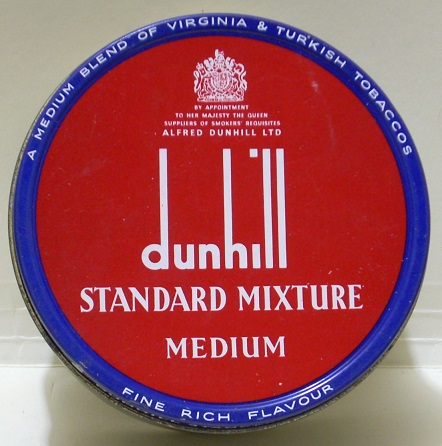 A MEDIUM BLEND OF VIRGINIA & TURKISH TOBACCOS
BY APPOINTMENT
TO HER MAJESTY THE QUEEN
SUPPLIERS OF SMOKERS' REQUISITES
ALFRED DUNHILL LTD
dunhill
STANDARD MIXTURE
MEDIUM
FINE RICH FLAVOUR